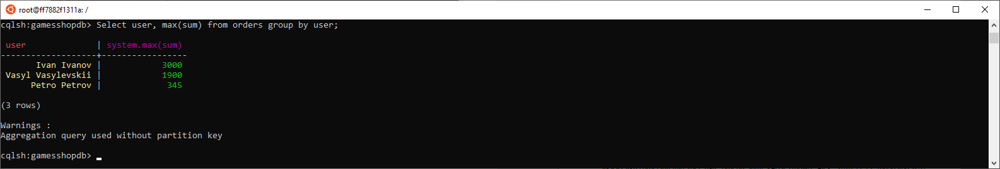 root@ff7882f1311a: /
cqlsh:gamesshopdb> Select user, max(sum) from orders group by user;
user | system.max(sum)
-------------------+-----------------
Ivan Ivanov | 3000
Vasyl Vasylevskii | 1900
Petro Petrov | 345
(3 rows)
Warnings :
Aggregation query used without partition key
cqlsh:gamesshopdb>